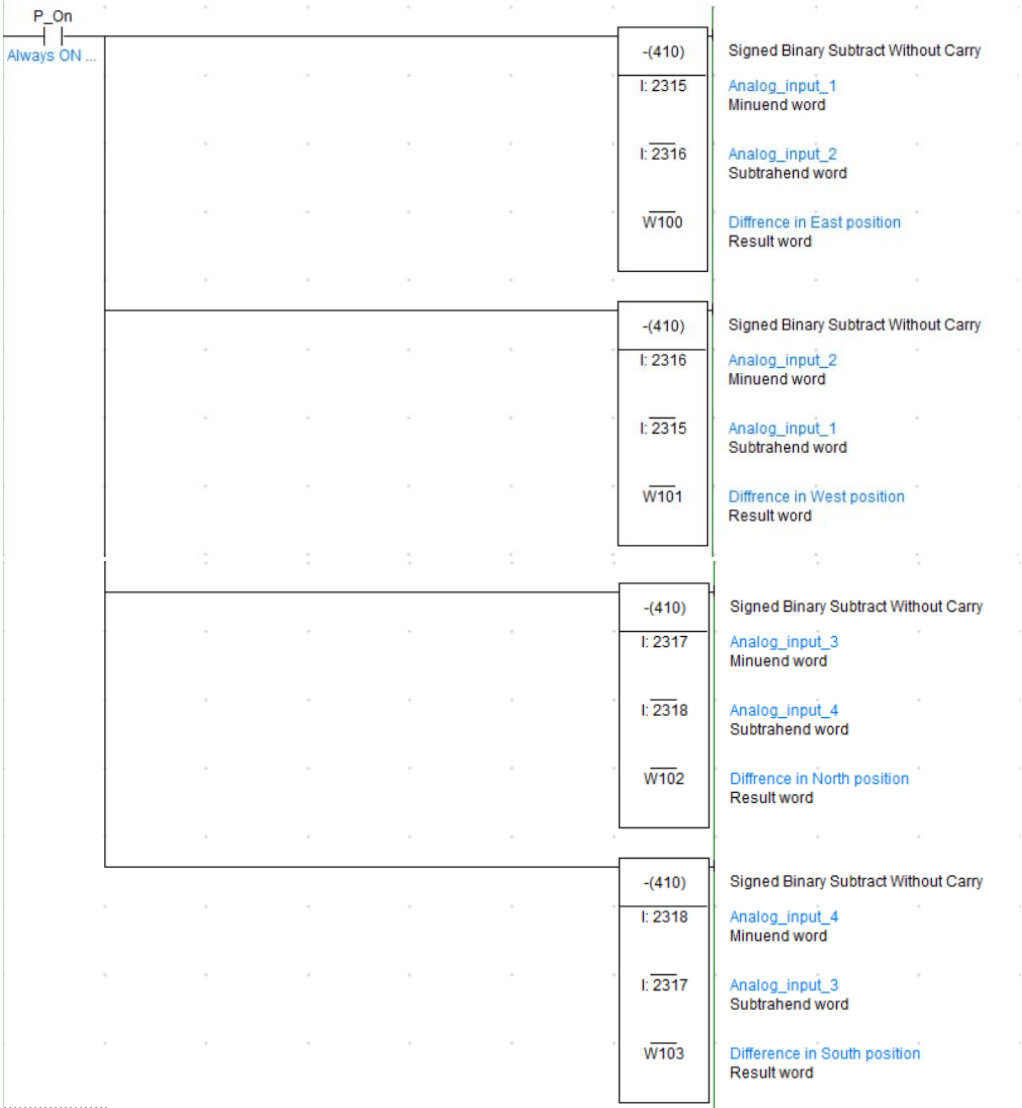 P_On
Always ON ...
-(410)
Signed Binary Subtract Without Carry
I: 2315
Analog_input_1
Minuend word
I: 2316
Analog_input_2
Subtrahend word
W100
Diffrence in East position
Result word
-(410)
Signed Binary Subtract Without Carry
I: 2316
Analog_input_2
Minuend word
I: 2315
Analog_input_1
Subtrahend word
W101
Diffrence in West position
Result word
-(410)
Signed Binary Subtract Without Carry
I: 2317
Analog_input_3
Minuend word
I: 2318
Analog_input_4
Subtrahend word
W102
Diffrence in North position
Result word
-(410)
Signed Binary Subtract Without Carry
I: 2318
Analog_input_4
Minuend word
I: 2317
Analog_input_3
Subtrahend word
W103
Difference in South position
Result word